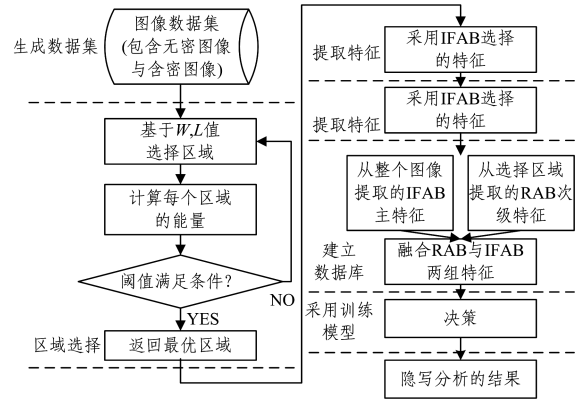 生成数据集
图像数据集
(包含无密图像
与含密图像)
基于W,L值
选择区域
计算每个区域
的能量
阈值满足条件?
NO
YES
区域选择
返回最优区域
提取特征
采用IFAB选择
的特征
提取特征
采用IFAB选择
的特征
从整个图像
提取的IFAB
主特征
从选择区域
提取的RAB次
级特征
建立
数据库
融合RAB与IFAB
两组特征
采用训练
模型
决策
隐写分析的结果